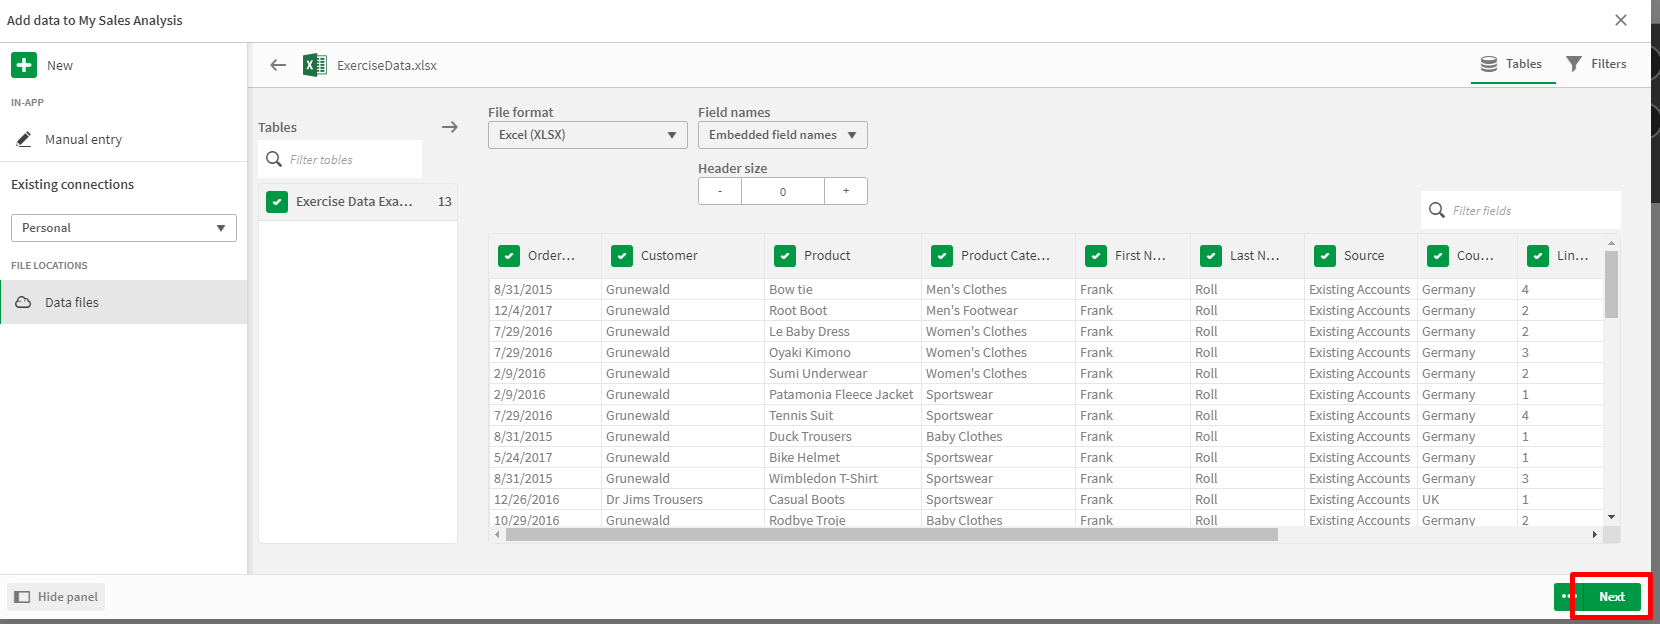 Add data to My Sales Analysis
New
IN-APP
Manual entry
Existing connections
Personal
FILE LOCATIONS
Data files
Hide panel
ExerciseData.xlsx
Tables
Filters
Tables
Filter tables
Exercise Data Exa... 13
File format
Excel (XLSX)
Field names
Embedded field names
Header size
- 0 +
Filter fields
Order... Customer Product Product Cate... First N... Last N... Source Cou... Lin...
8/31/2015 Grunewald Bow tie Men's Clothes Frank Roll Existing Accounts Germany 4
12/4/2017 Grunewald Root Boot Men's Footwear Frank Roll Existing Accounts Germany 2
7/29/2016 Grunewald Le Baby Dress Women's Clothes Frank Roll Existing Accounts Germany 2
7/29/2016 Grunewald Oyaki Kimono Women's Clothes Frank Roll Existing Accounts Germany 3
2/9/2016 Grunewald Sumi Underwear Women's Clothes Frank Roll Existing Accounts Germany 2
2/9/2016 Grunewald Patamonia Fleece Jacket Sportswear Frank Roll Existing Accounts Germany 1
7/29/2016 Grunewald Tennis Suit Sportswear Frank Roll Existing Accounts Germany 4
8/31/2015 Grunewald Duck Trousers Baby Clothes Frank Roll Existing Accounts Germany 1
5/24/2017 Grunewald Bike Helmet Sportswear Frank Roll Existing Accounts Germany 1
8/31/2015 Grunewald Wimbledon T-Shirt Sportswear Frank Roll Existing Accounts Germany 3
12/26/2016 Dr Jims Trousers Casual Boots Sportswear Frank Roll Existing Accounts UK 1
10/29/2016 Grunewald Rodbye Troje Baby Clothes Frank Roll Existing Accounts Germany 2
Next